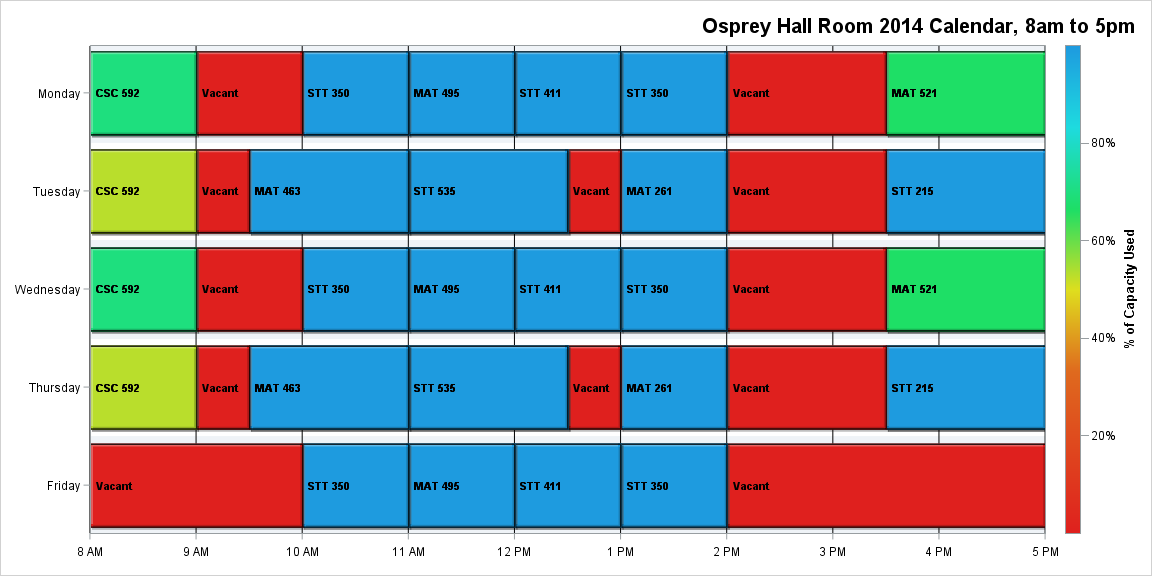 Osprey Hall Room 2014 Calendar, 8am to 5pm
Monday
CSC 592
Vacant
STT 350
MAT 495
STT 411
STT 350
Vacant
MAT 521
Tuesday
CSC 592
Vacant
MAT 463
STT 535
Vacant
MAT 261
Vacant
STT 215
Wednesday
CSC 592
Vacant
STT 350
MAT 495
STT 411
STT 350
Vacant
MAT 521
Thursday
CSC 592
Vacant
MAT 463
STT 535
Vacant
MAT 261
Vacant
STT 215
Friday
Vacant
STT 350
MAT 495
STT 411
STT 350
Vacant
8 AM
9 AM
10 AM
11 AM
12 PM
1 PM
2 PM
3 PM
4 PM
5 PM
80%
60%
40%
20%
% of Capacity Used